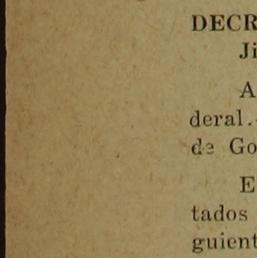 DECR
Ji
A
deral.
de Go
E
tados
guient